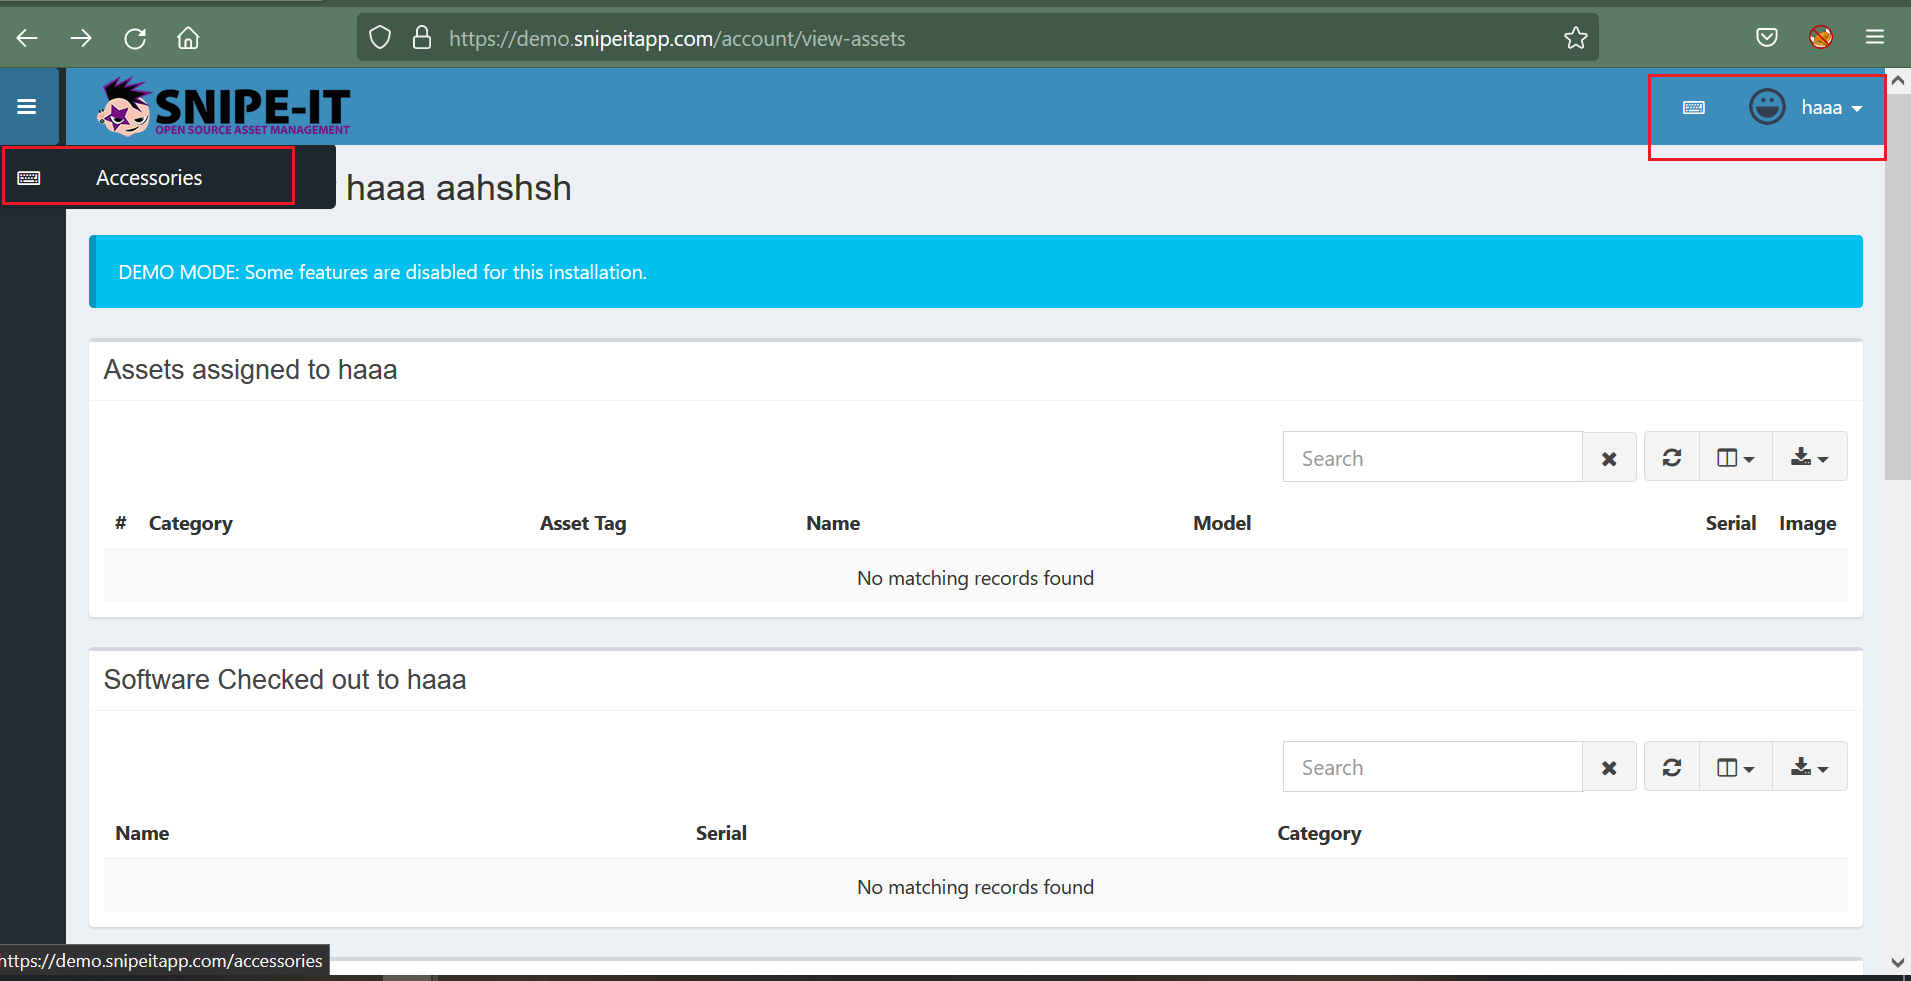 https://demo.snipeitapp.com/account/view-assets
SNIPE-IT
OPEN SOURCE ASSET MANAGEMENT
haaa
Accessories
haaa aahshsh
DEMO MODE: Some features are disabled for this installation.
Assets assigned to haaa
Search
# Category Asset Tag Name Model Serial Image
No matching records found
Software Checked out to haaa
Search
Name Serial Category
No matching records found
https://demo.snipeitapp.com/accessories